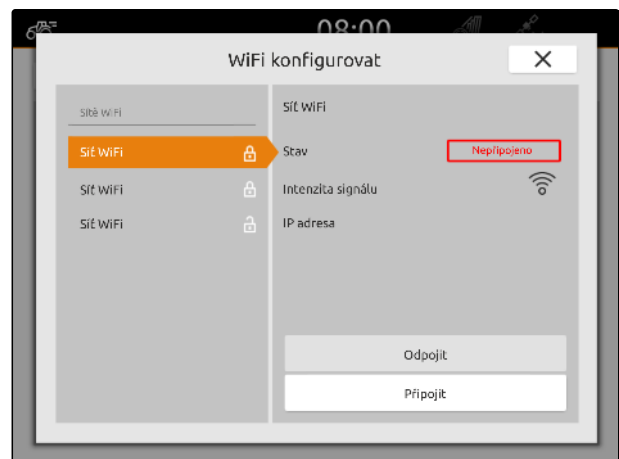 08:00
WiFi konfigurovat
Sítě WiFi
Síť WiFi
Síť WiFi
Síť WiFi
Síť WiFi
Stav
Nepřipojeno
Intenzita signálu
IP adresa
Odpojit
Připojit